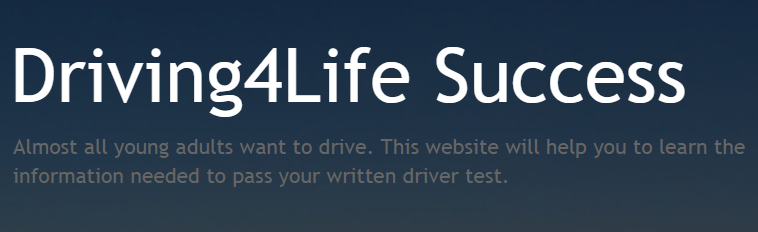 Driving4Life Success
Almost all young adults want to drive. This website will help you to learn the
information needed to pass your written driver test.